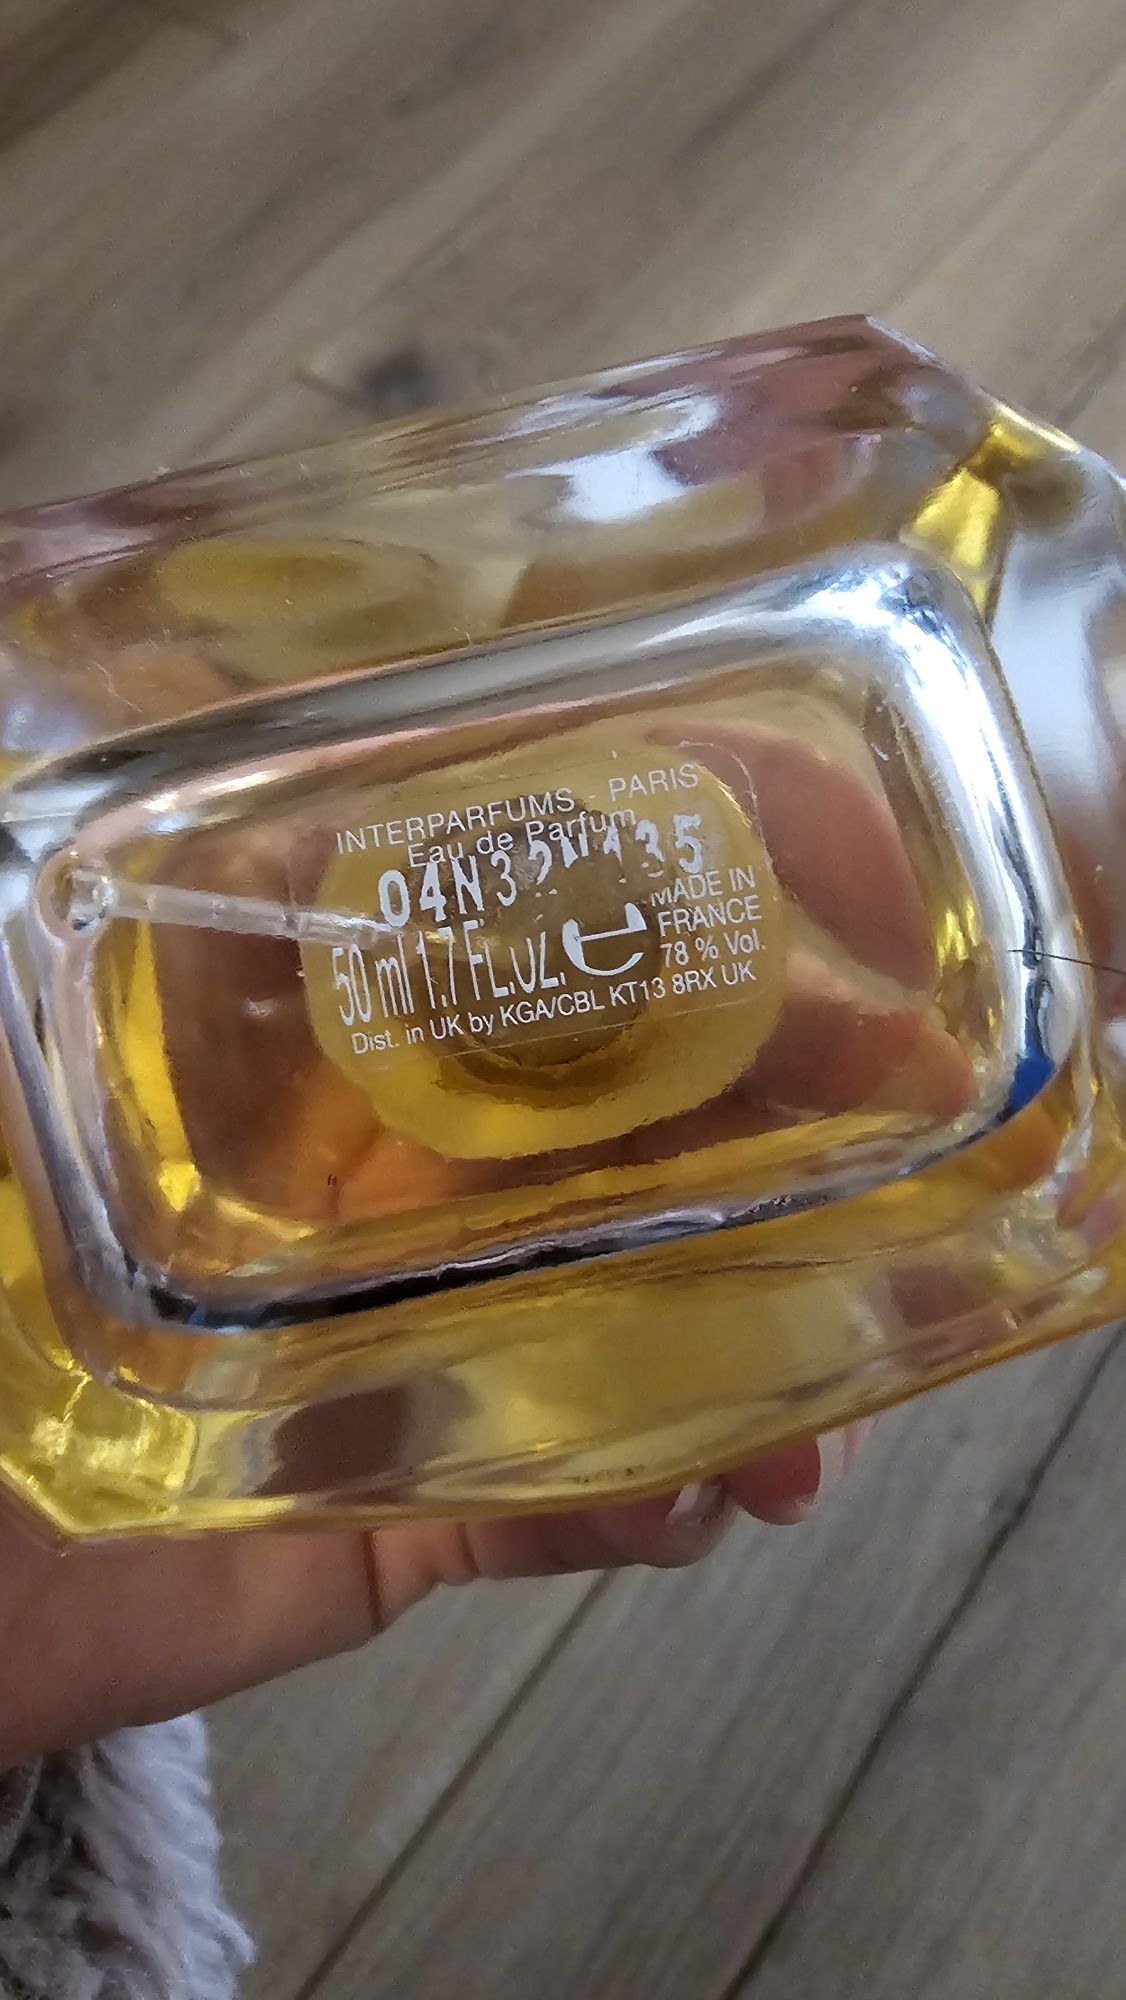 INTERPARFUMS - PARIS
Eau de Parfum
50 ml 1.7 FL.OZ. e
MADE IN
FRANCE
78 % Vol.
Dist. in UK by KGA/CBL KT13 8RX UK